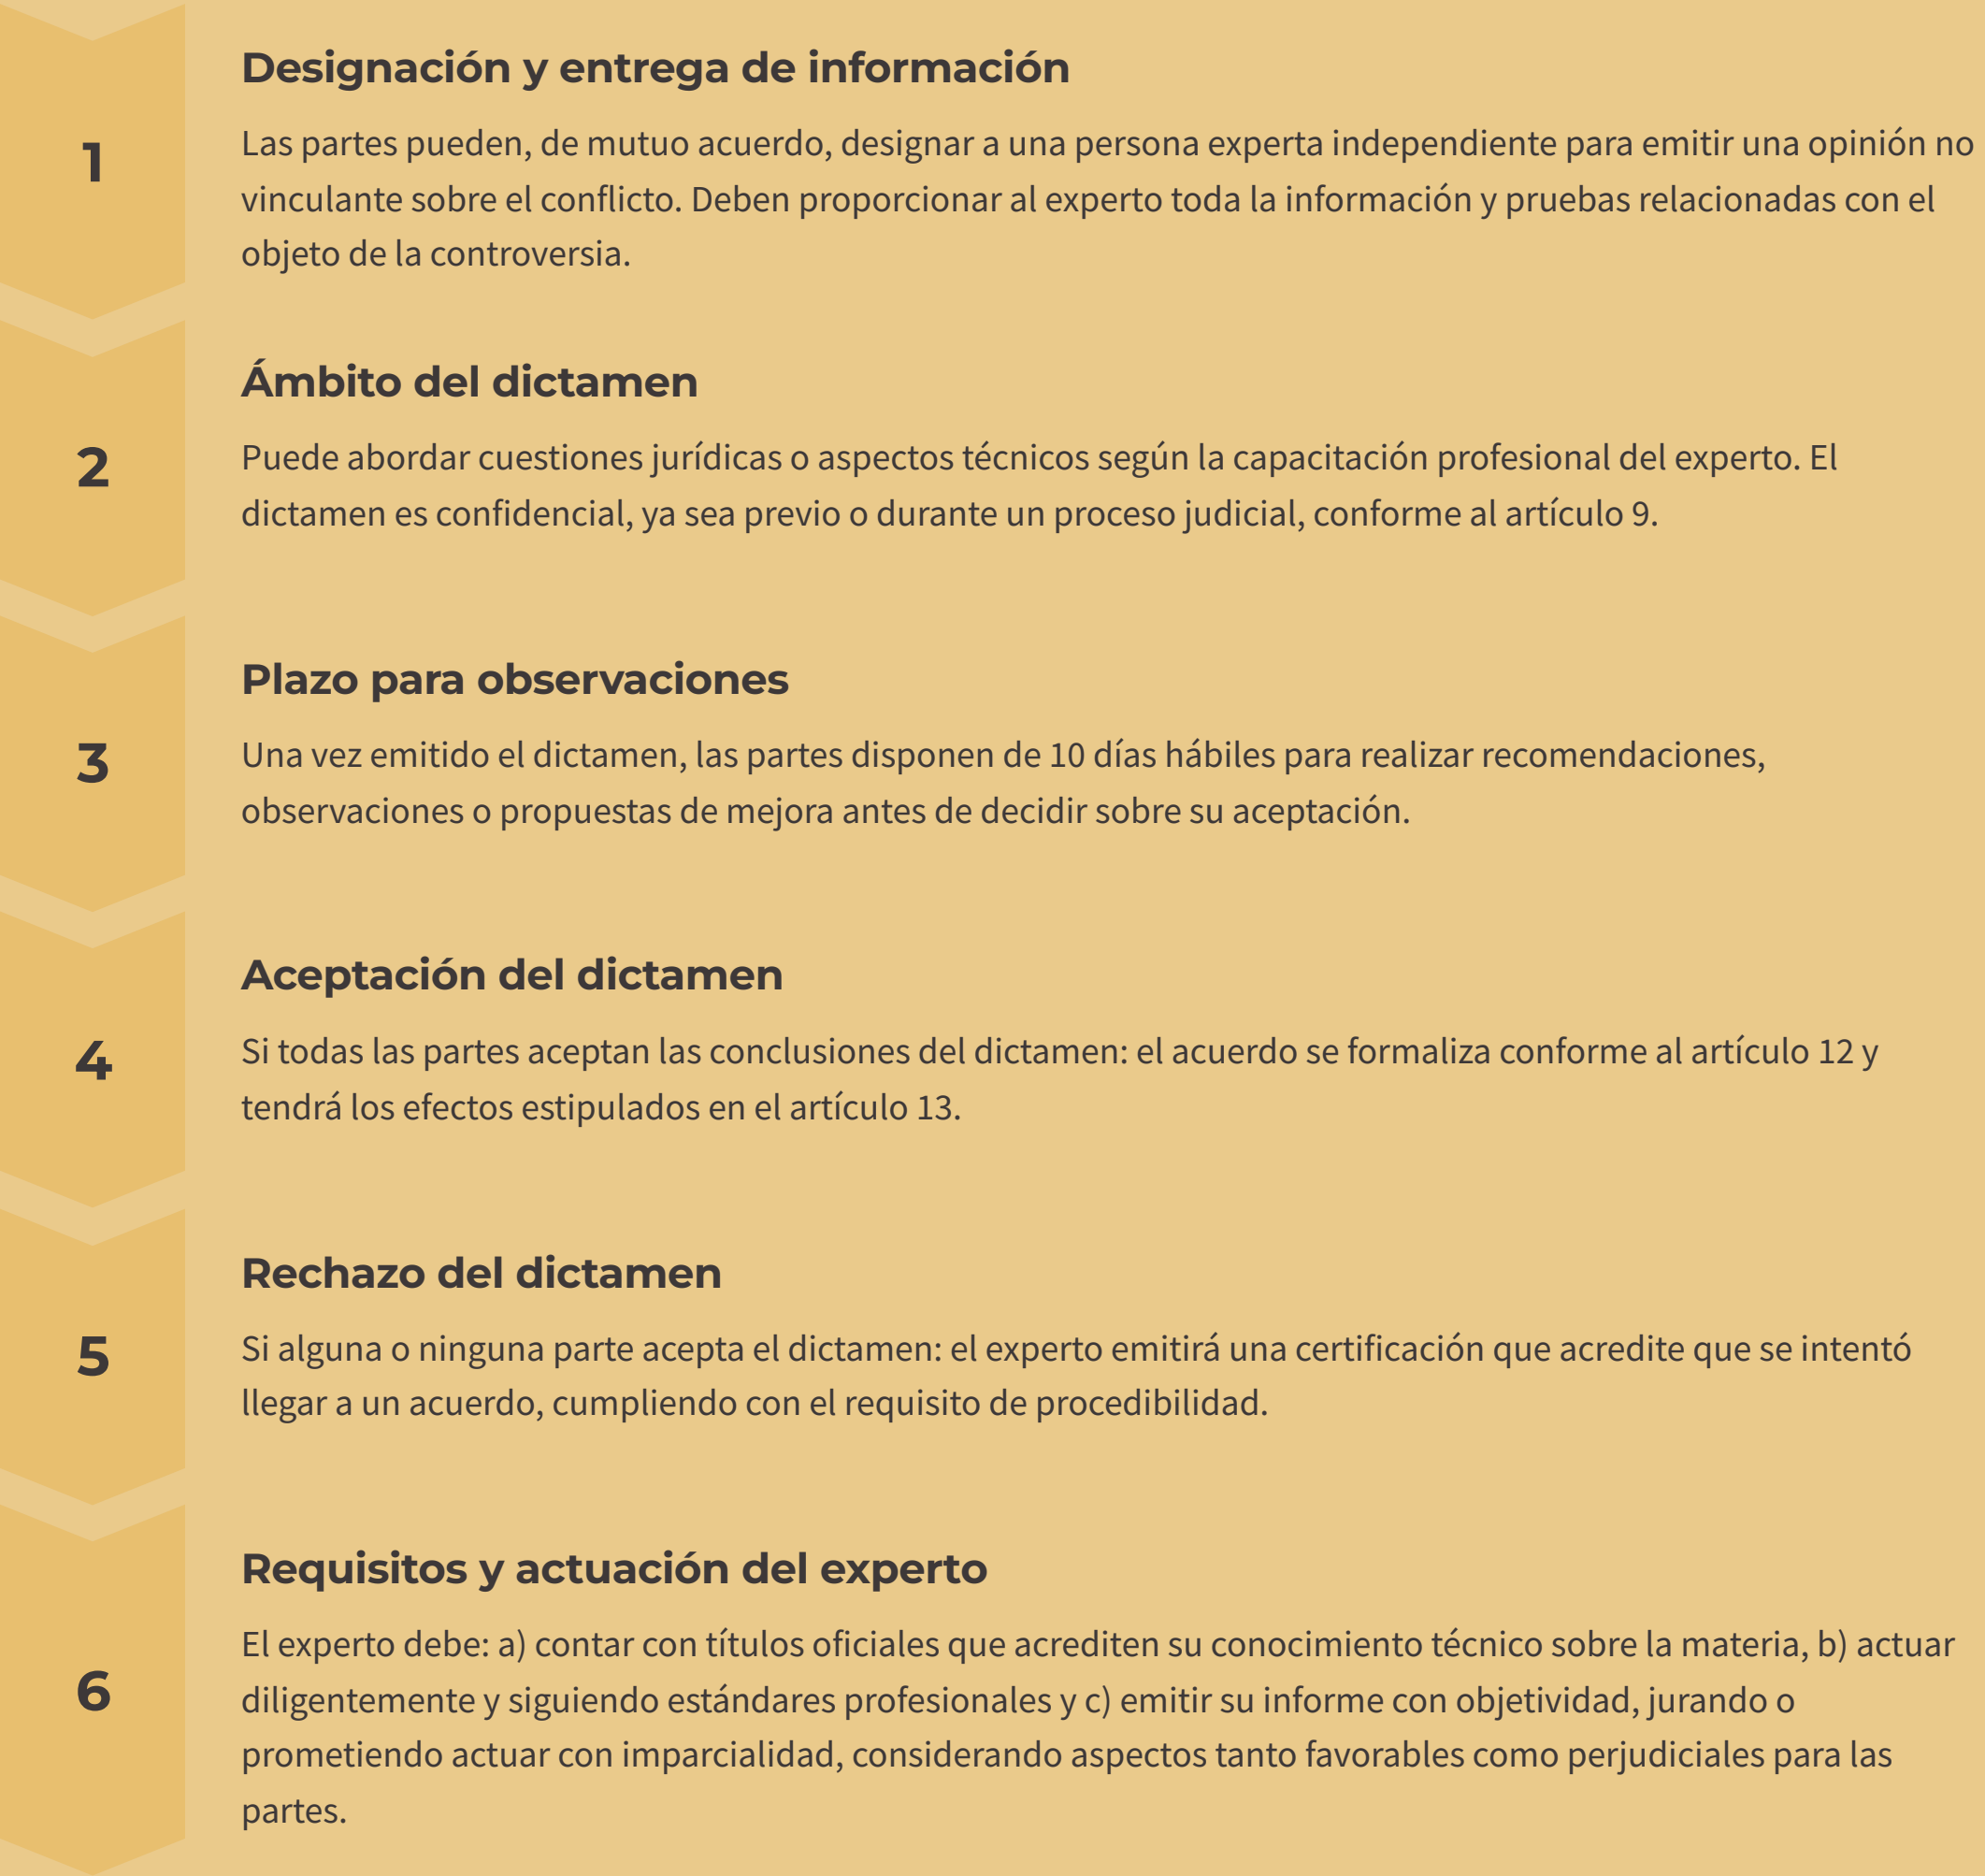 1
Designación y entrega de información
Las partes pueden, de mutuo acuerdo, designar a una persona experta independiente para emitir una opinión no
vinculante sobre el conflicto. Deben proporcionar al experto toda la información y pruebas relacionadas con el
objeto de la controversia.
2
Ámbito del dictamen
Puede abordar cuestiones jurídicas o aspectos técnicos según la capacitación profesional del experto. El
dictamen es confidencial, ya sea previo o durante un proceso judicial, conforme al artículo 9.
3
Plazo para observaciones
Una vez emitido el dictamen, las partes disponen de 10 días hábiles para realizar recomendaciones,
observaciones o propuestas de mejora antes de decidir sobre su aceptación.
4
Aceptación del dictamen
Si todas las partes aceptan las conclusiones del dictamen: el acuerdo se formaliza conforme al artículo 12 y
tendrá los efectos estipulados en el artículo 13.
5
Rechazo del dictamen
Si alguna o ninguna parte acepta el dictamen: el experto emitirá una certificación que acredite que se intentó
llegar a un acuerdo, cumpliendo con el requisito de procedibilidad.
6
Requisitos y actuación del experto
El experto debe: a) contar con títulos oficiales que acrediten su conocimiento técnico sobre la materia, b) actuar
diligentemente y siguiendo estándares profesionales y c) emitir su informe con objetividad, jurando o
prometiendo actuar con imparcialidad, considerando aspectos tanto favorables como perjudiciales para las
partes.